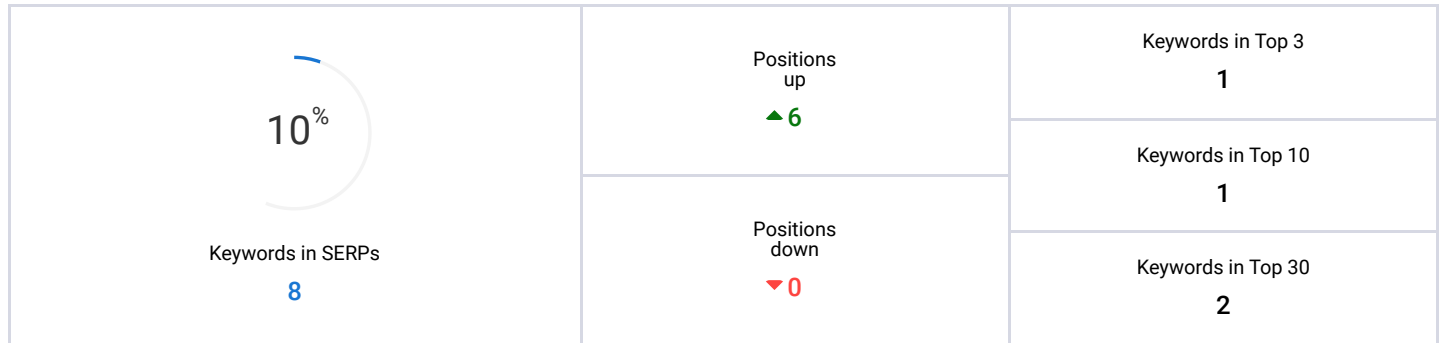 10%
Keywords in SERPs
8
Positions
up
6
Positions
down
0
Keywords in Top 3
1
Keywords in Top 10
1
Keywords in Top 30
2